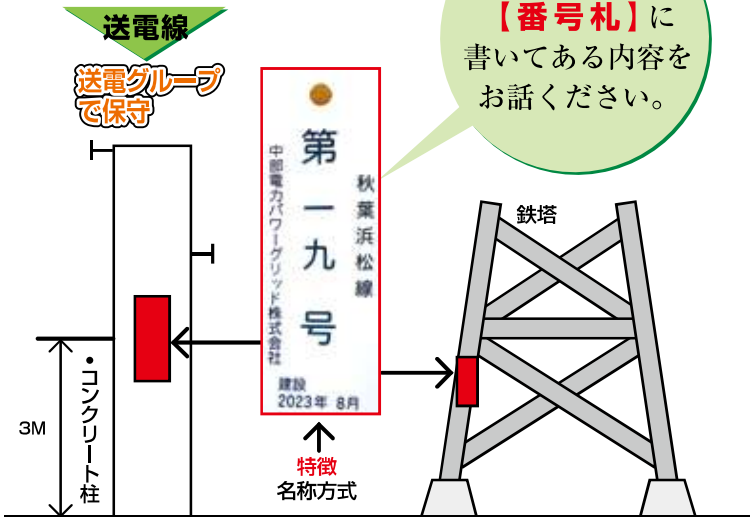 送電線
送電グループ
で保守
【番号札】に
書いてある内容を
お話ください。
秋葉浜松線
第一九号
中部電力パワーグリッド株式会社
建設
2023年 8月
特徴
名称方式
鉄塔
3M
・コンクリート柱